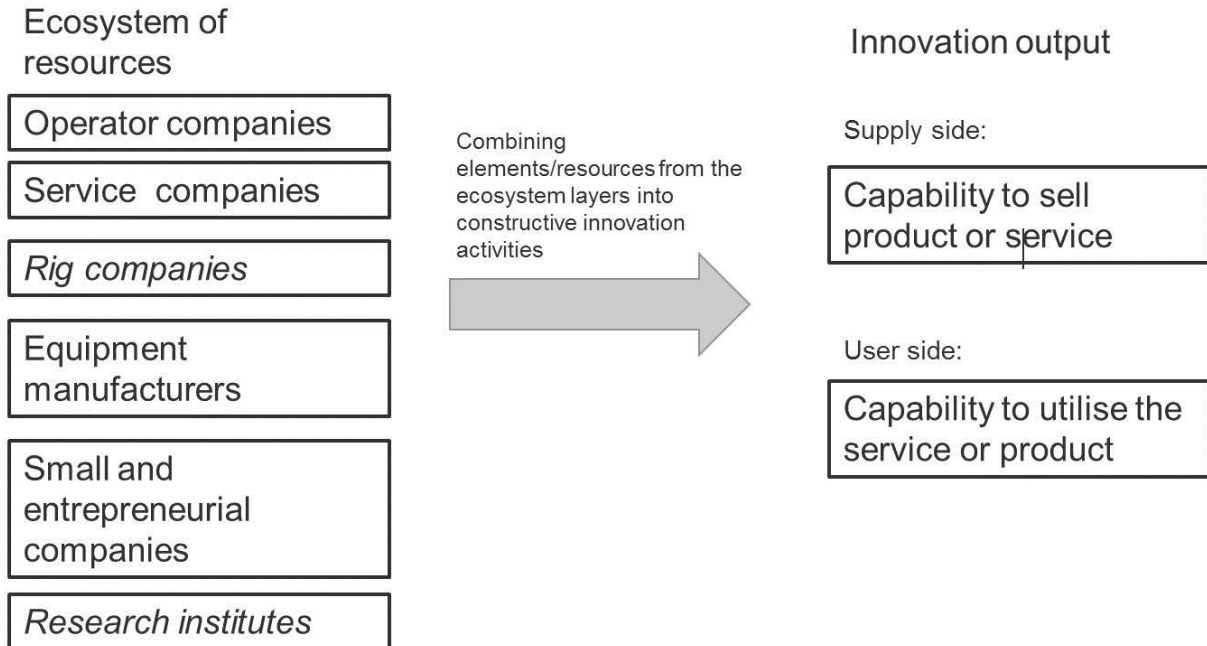 Ecosystem of
resources
Operator companies
Service companies
Rig companies
Equipment
manufacturers
Small and
entrepreneurial
companies
Research institutes
Combining
elements/resources from the
ecosystem layers into
constructive innovation
activities
Innovation output
Supply side:
Capability to sell
product or service
User side:
Capability to utilise the
service or product